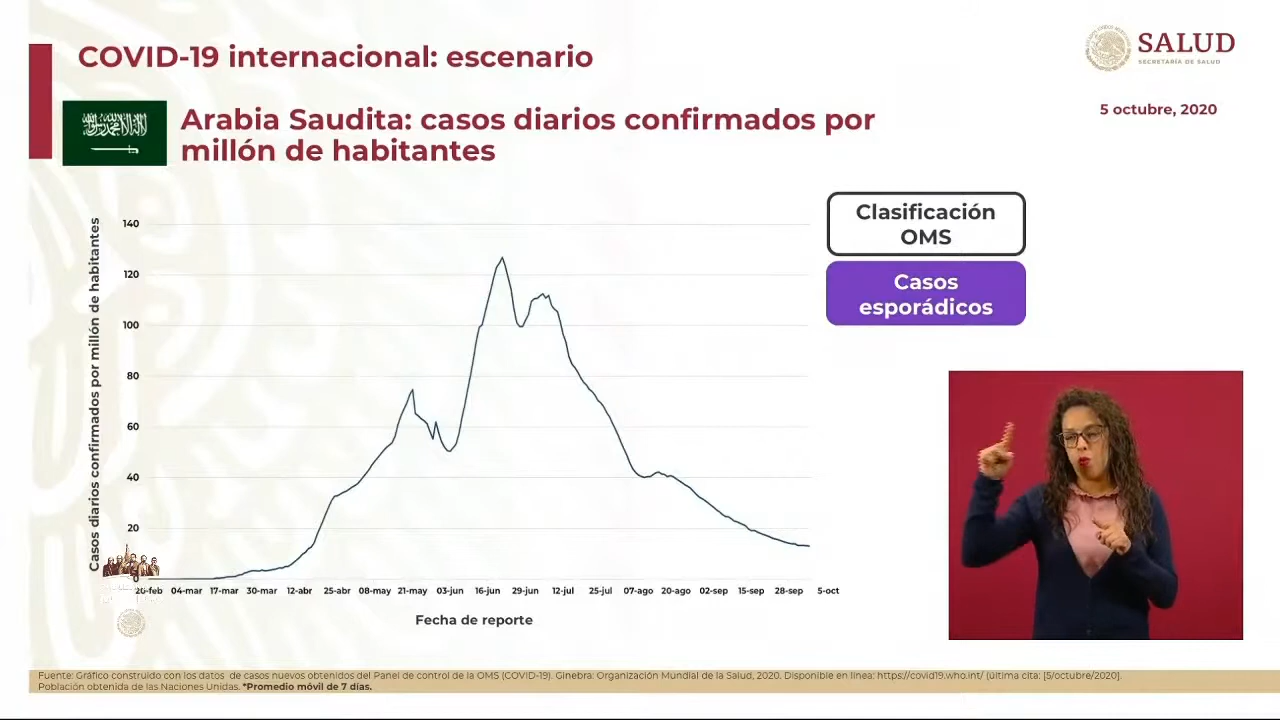 COVID-19 internacional: escenario
SALUD
SECRETARÍA DE SALUD
5 octubre, 2020
Arabia Saudita: casos diarios confirmados por
millón de habitantes
Clasificación
OMS
Casos
esporádicos
Casos diarios confirmados por millón de habitantes
140
120
100
80
60
40
20
0
26-feb 04-mar 17-mar 30-mar 12-abr 25-abr 08-may 21-may 03-jun 16-jun 29-jun 12-jul 25-jul 07-ago 20-ago 02-sep 15-sep 28-sep 5-oct
Fecha de reporte
Fuente: Gráfico construido con los datos de casos nuevos obtenidos del Panel de control de la OMS (COVID-19). Ginebra: Organización Mundial de la Salud, 2020. Disponible en línea: https://covid19.who.int/ (última cita: [5/octubre/2020].
Población obtenida de las Naciones Unidas. *Promedio móvil de 7 días.